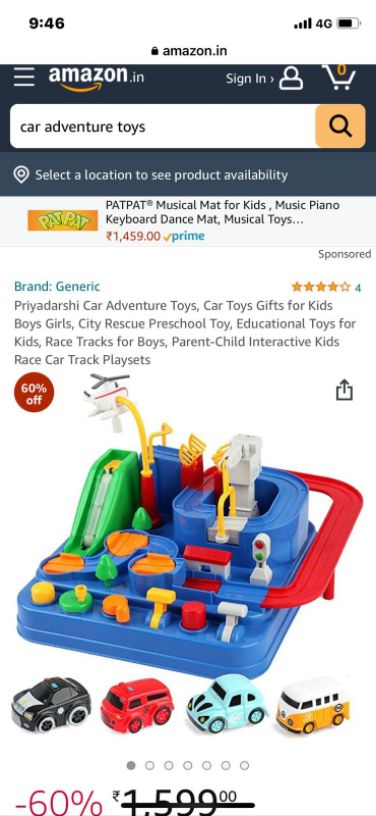 9:46
4G
amazon.in
amazon.in
Sign In ›
0
car adventure toys
Select a location to see product availability
PAT PAT
PATPAT® Musical Mat for Kids , Music Piano
Keyboard Dance Mat, Musical Toys...
₹1,459.00 prime
Sponsored
Brand: Generic
4
Priyadarshi Car Adventure Toys, Car Toys Gifts for Kids
Boys Girls, City Rescue Preschool Toy, Educational Toys for
Kids, Race Tracks for Boys, Parent-Child Interactive Kids
Race Car Track Playsets
60%
off
-60% ₹1,59900